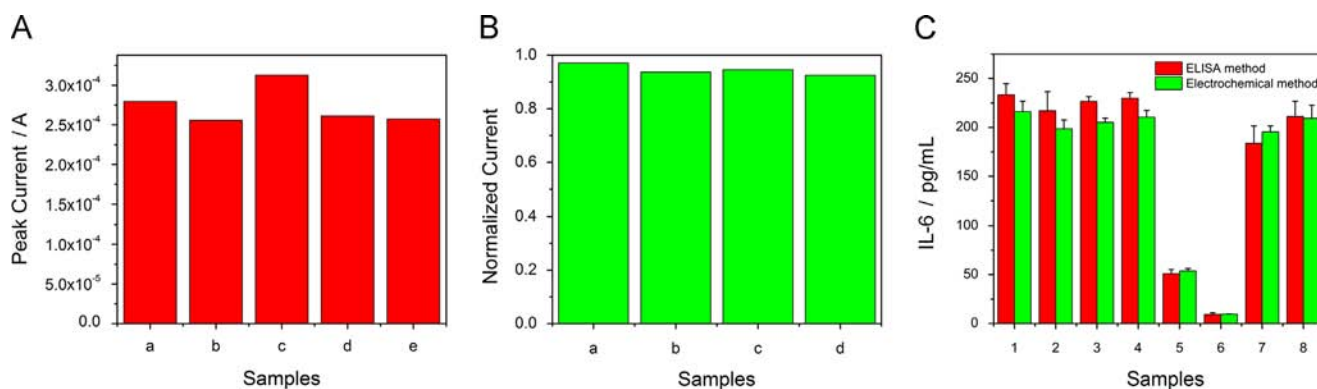 A
Peak Current / A
3.0x10-4
2.5x10-4
2.0x10-4
1.5x10-4
1.0x10-4
5.0x10-5
0.0
a b c d e
Samples
B
Normalized Current
1.0
0.8
0.6
0.4
0.2
0.0
a b c d
Samples
C
IL-6 / pg/mL
ELISA method
Electrochemical method
250
200
150
100
50
0
1 2 3 4 5 6 7 8
Samples